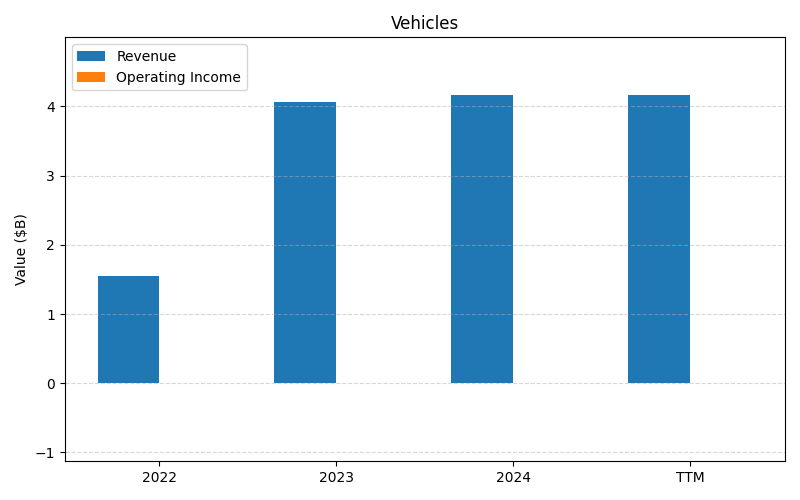 Vehicles
Revenue
Operating Income
Value ($B)
4
3
2
1
0
−1
2022
2023
2024
TTM